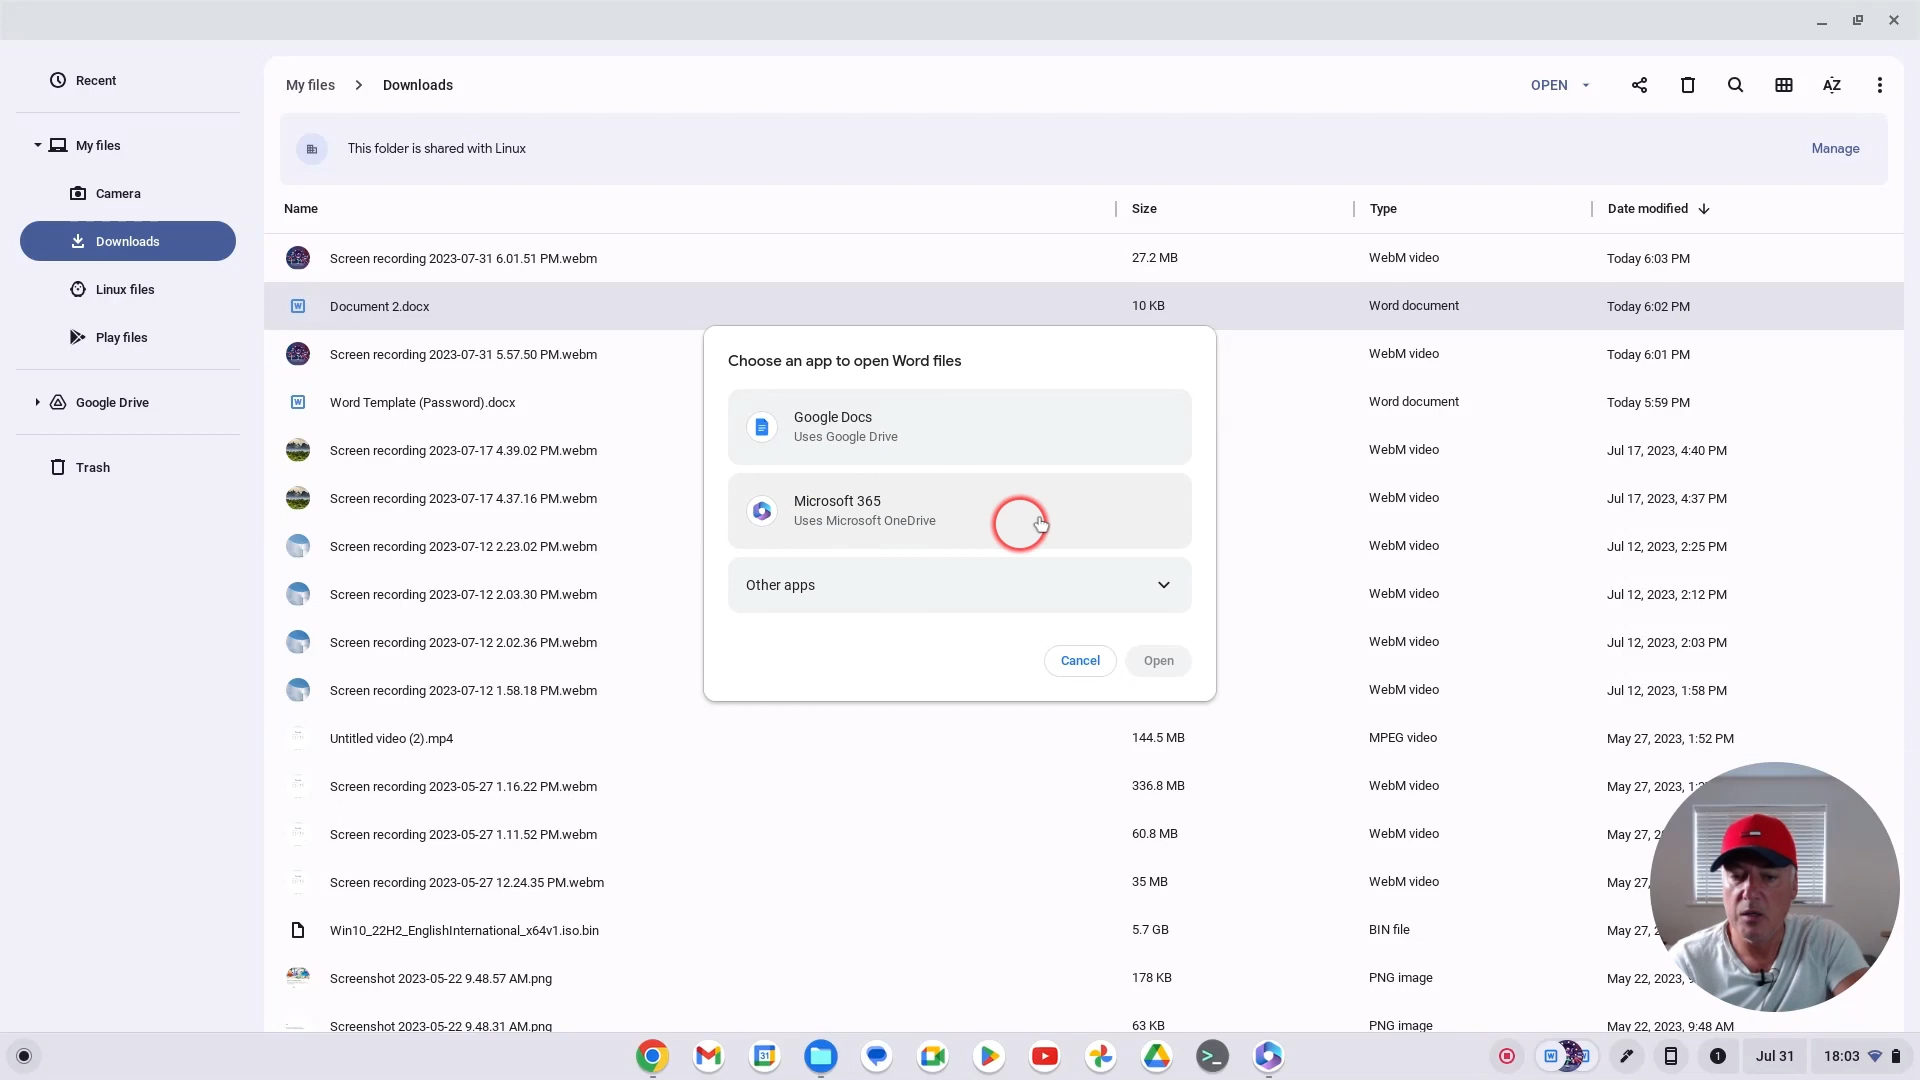 Recent
My files
Camera
Downloads
Linux files
Play files
Google Drive
Trash
My files > Downloads
OPEN
AZ
This folder is shared with Linux
Manage
Name Size Type Date modified
Screen recording 2023-07-31 6.01.51 PM.webm 27.2 MB WebM video Today 6:03 PM
Document 2.docx 10 KB Word document Today 6:02 PM
Screen recording 2023-07-31 5.57.50 PM.webm WebM video Today 6:01 PM
Word Template (Password).docx Word document Today 5:59 PM
Screen recording 2023-07-17 4.39.02 PM.webm WebM video Jul 17, 2023, 4:40 PM
Screen recording 2023-07-17 4.37.16 PM.webm WebM video Jul 17, 2023, 4:37 PM
Screen recording 2023-07-12 2.23.02 PM.webm WebM video Jul 12, 2023, 2:25 PM
Screen recording 2023-07-12 2.03.30 PM.webm WebM video Jul 12, 2023, 2:12 PM
Screen recording 2023-07-12 2.02.36 PM.webm WebM video Jul 12, 2023, 2:03 PM
Screen recording 2023-07-12 1.58.18 PM.webm WebM video Jul 12, 2023, 1:58 PM
Untitled video (2).mp4 144.5 MB MPEG video May 27, 2023, 1:52 PM
Screen recording 2023-05-27 1.16.22 PM.webm 336.8 MB WebM video May 27, 2023,
Screen recording 2023-05-27 1.11.52 PM.webm 60.8 MB WebM video May 27,
Screen recording 2023-05-27 12.24.35 PM.webm 35 MB WebM video May 27,
Win10_22H2_EnglishInternational_x64v1.iso.bin 5.7 GB BIN file May 27,
Screenshot 2023-05-22 9.48.57 AM.png 178 KB PNG image May 22, 2023,
Screenshot 2023-05-22 9.48.31 AM.png 63 KB PNG image May 22, 2023, 9:48 AM
Choose an app to open Word files
Google Docs
Uses Google Drive
Microsoft 365
Uses Microsoft OneDrive
Other apps
Cancel Open
31
1
Jul 31
18:03